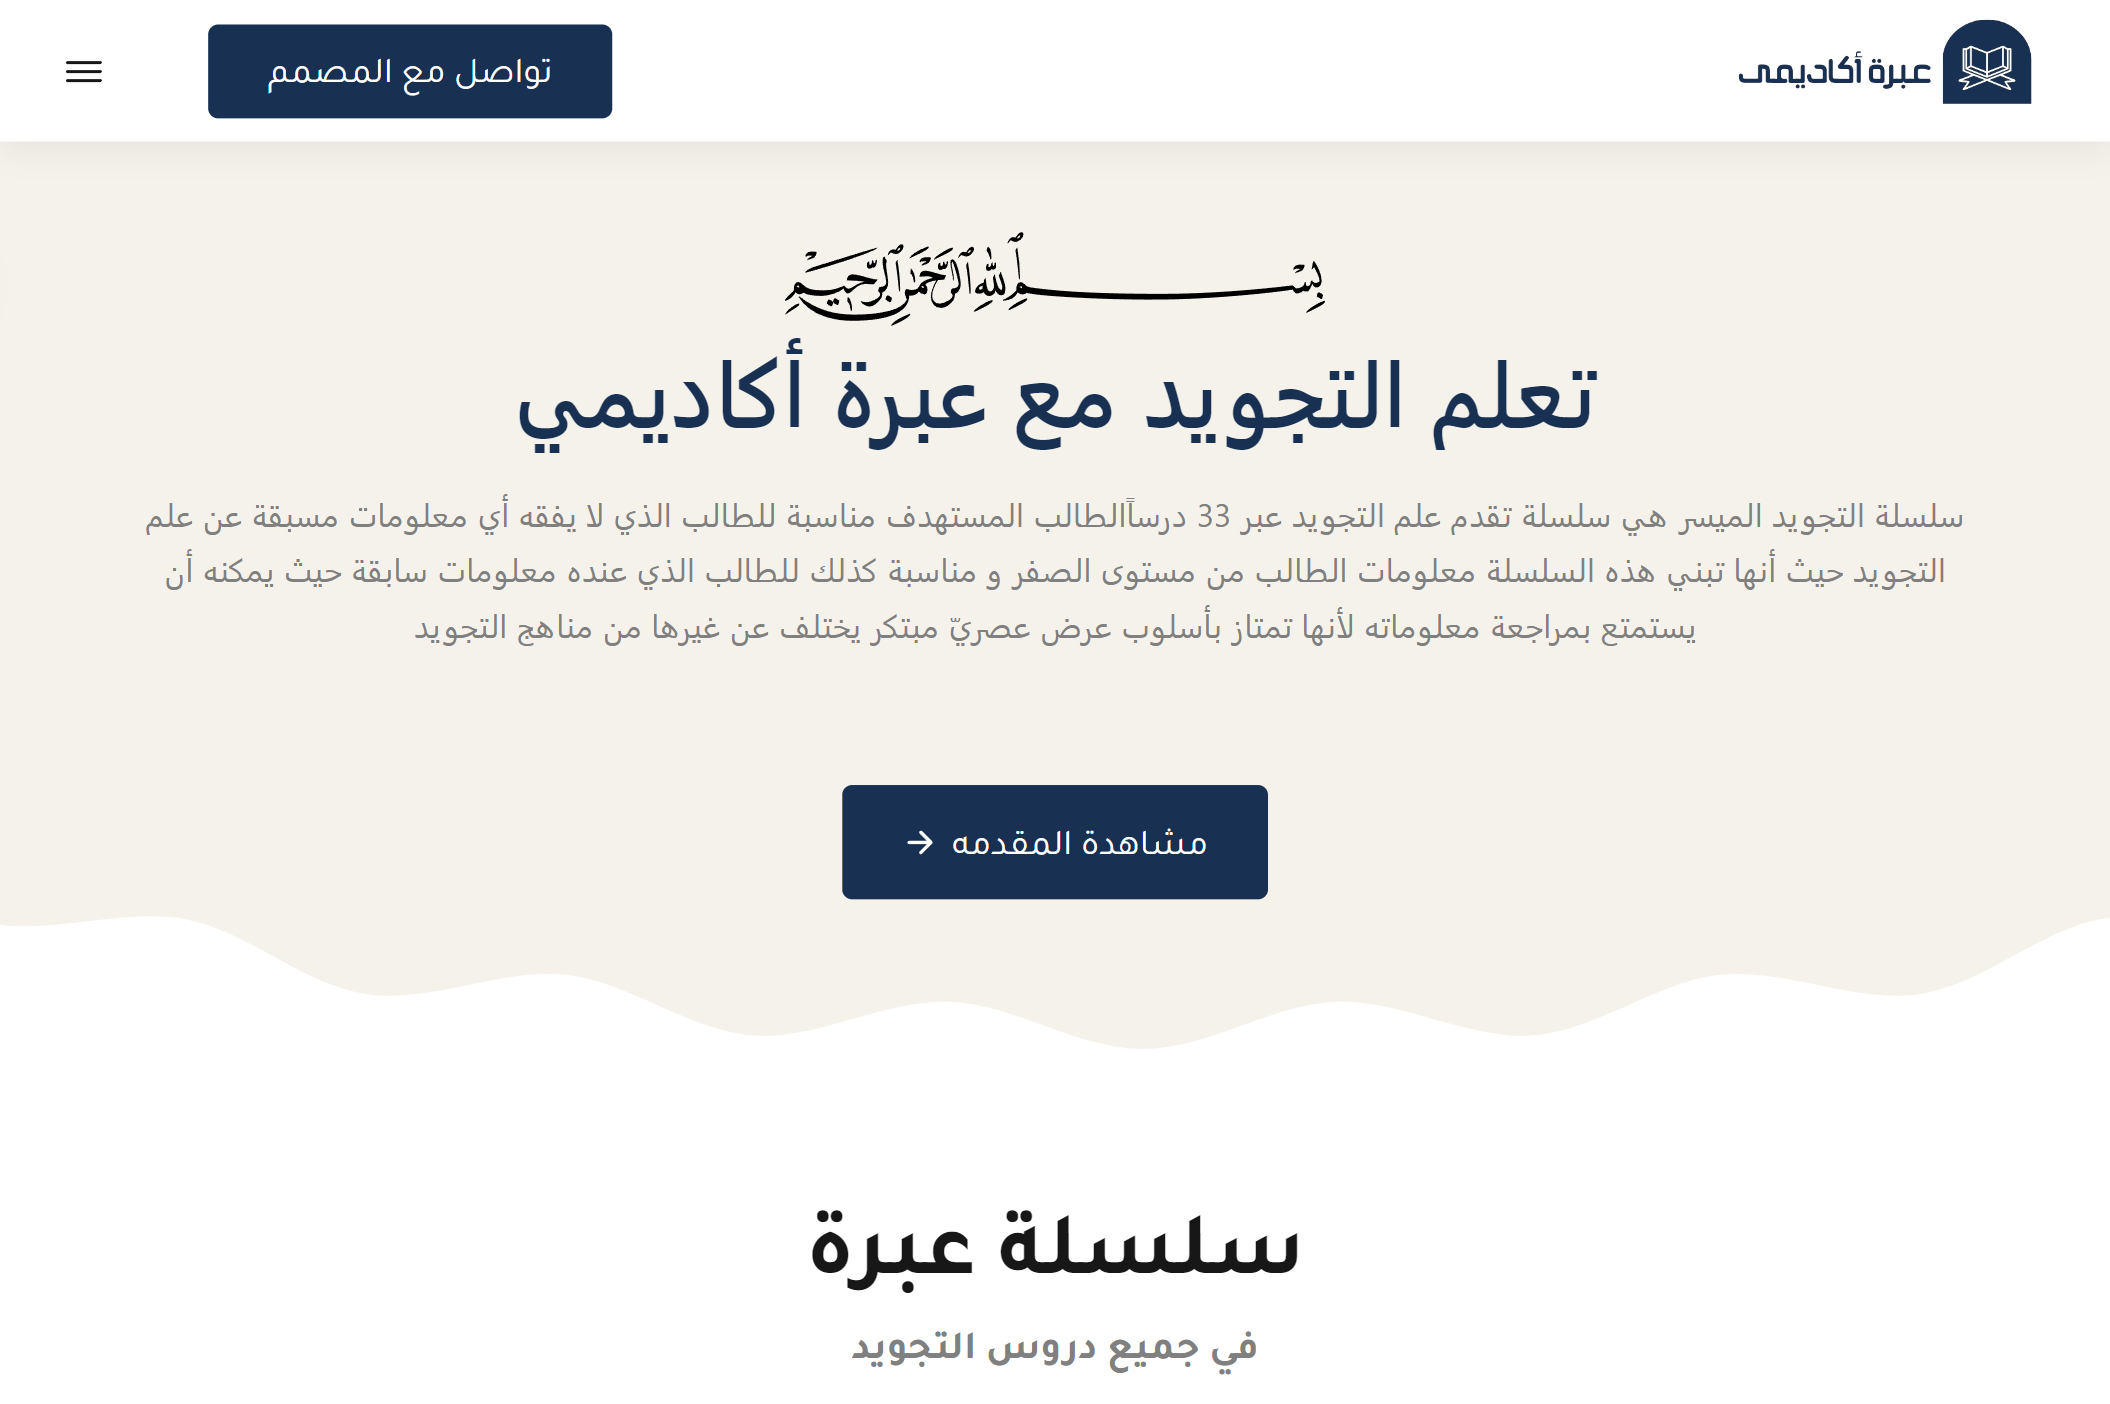 عبرة أكاديمى
تواصل مع المصمم
بِسْمِ ٱللَّهِ ٱلرَّحْمَٰنِ ٱلرَّحِيمِ
تعلم التجويد مع عبرة أكاديمي
سلسلة التجويد الميسر هي سلسلة تقدم علم التجويد عبر 33 درساًالطالب المستهدف مناسبة للطالب الذي لا يفقه أي معلومات مسبقة عن علم
التجويد حيث أنها تبني هذه السلسلة معلومات الطالب من مستوى الصفر و مناسبة كذلك للطالب الذي عنده معلومات سابقة حيث يمكنه أن
يستمتع بمراجعة معلوماته لأنها تمتاز بأسلوب عرض عصريّ مبتكر يختلف عن غيرها من مناهج التجويد
مشاهدة المقدمه
سلسلة عبرة
في جميع دروس التجويد